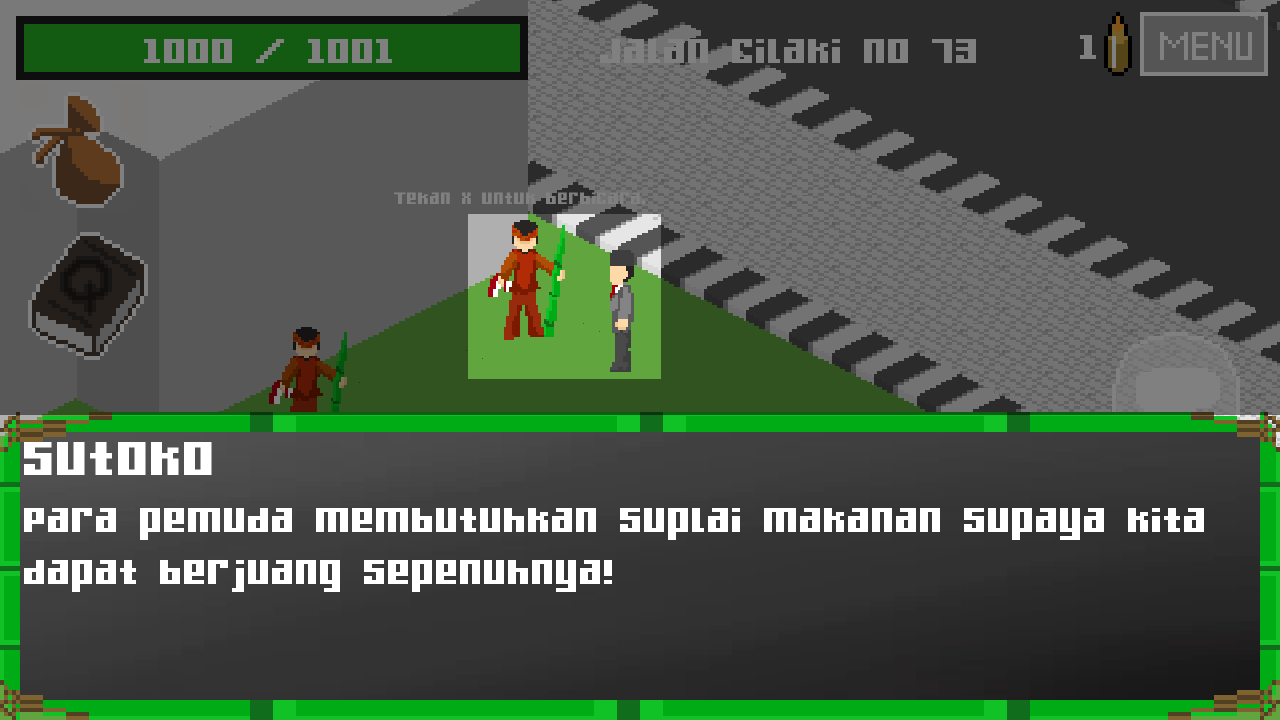 1000 / 1001
Jalan Cilaki no 73
1
MENU
Tekan X untuk berbicara.
Sutoko
Para pemuda membutuhkan suplai makanan supaya kita
dapat berjuang sepenuhnya!